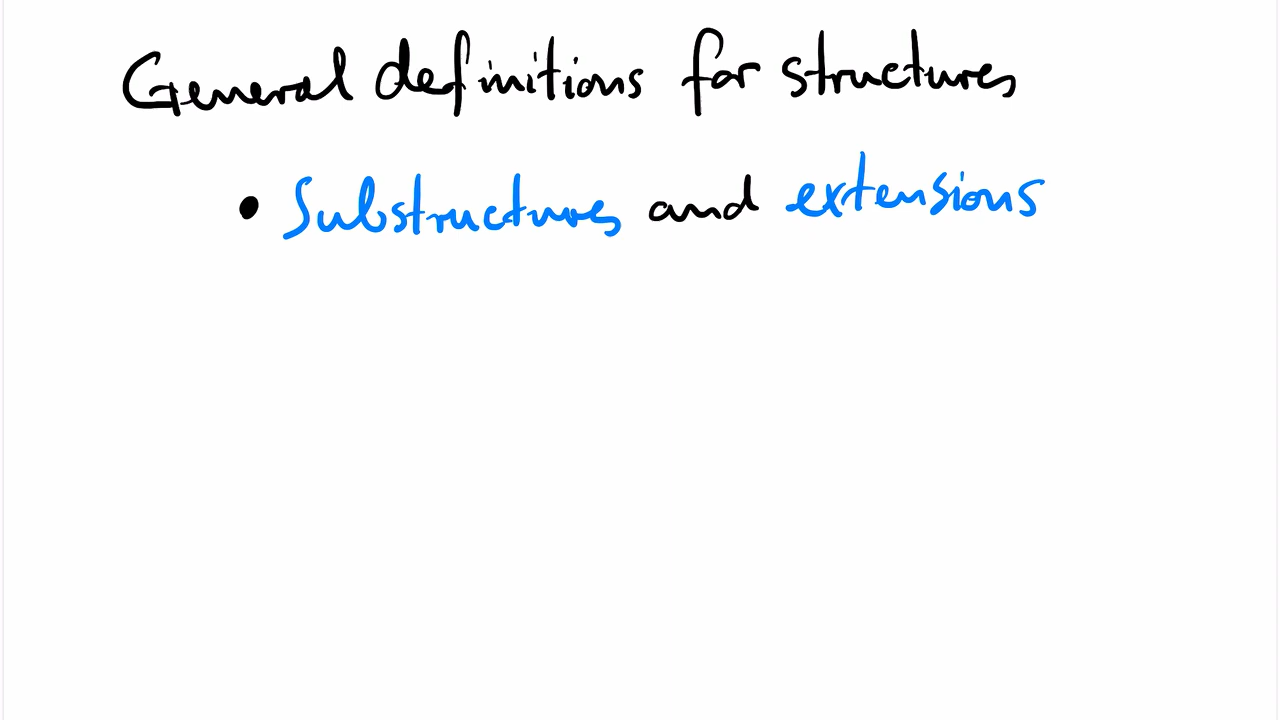 General definitions for structures
• Substructures and extensions